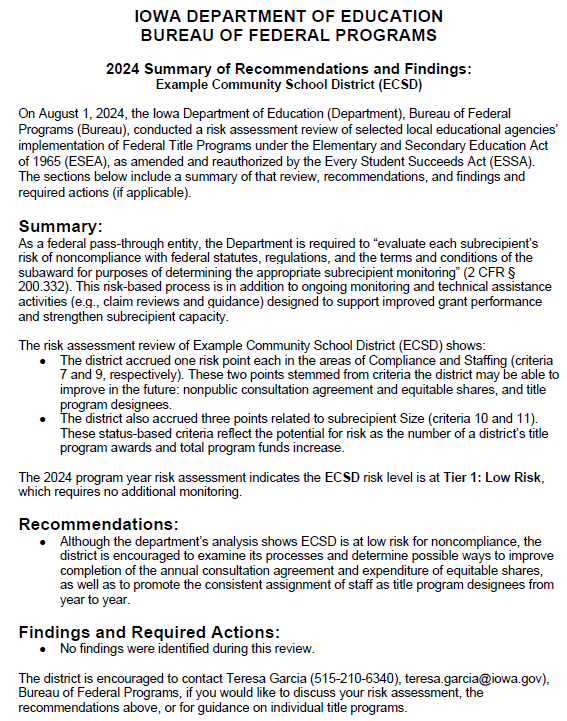 IOWA DEPARTMENT OF EDUCATION
BUREAU OF FEDERAL PROGRAMS
2024 Summary of Recommendations and Findings:
Example Community School District (ECSD)
On August 1, 2024, the Iowa Department of Education (Department), Bureau of Federal
Programs (Bureau), conducted a risk assessment review of selected local educational agencies'
implementation of Federal Title Programs under the Elementary and Secondary Education Act
of 1965 (ESEA), as amended and reauthorized by the Every Student Succeeds Act (ESSA).
The sections below include a summary of that review, recommendations, and findings and
required actions (if applicable).
Summary:
As a federal pass-through entity, the Department is required to “evaluate each subrecipient's
risk of noncompliance with federal statutes, regulations, and the terms and conditions of the
subaward for purposes of determining the appropriate subrecipient monitoring” (2 CFR §
200.332). This risk-based process is in addition to ongoing monitoring and technical assistance
activities (e.g., claim reviews and guidance) designed to support improved grant performance
and strengthen subrecipient capacity.
The risk assessment review of Example Community School District (ECSD) shows:
• The district accrued one risk point each in the areas of Compliance and Staffing (criteria
7 and 9, respectively). These two points stemmed from criteria the district may be able to
improve in the future: nonpublic consultation agreement and equitable shares, and title
program designees.
• The district also accrued three points related to subrecipient Size (criteria 10 and 11).
These status-based criteria reflect the potential for risk as the number of a district's title
program awards and total program funds increase.
The 2024 program year risk assessment indicates the ECSD risk level is at Tier 1: Low Risk,
which requires no additional monitoring.
Recommendations:
• Although the department's analysis shows ECSD is at low risk for noncompliance, the
district is encouraged to examine its processes and determine possible ways to improve
completion of the annual consultation agreement and expenditure of equitable shares,
as well as to promote the consistent assignment of staff as title program designees from
year to year.
Findings and Required Actions:
• No findings were identified during this review.
The district is encouraged to contact Teresa Garcia (515-210-6340), teresa.garcia@iowa.gov),
Bureau of Federal Programs, if you would like to discuss your risk assessment, the
recommendations above, or for guidance on individual title programs.